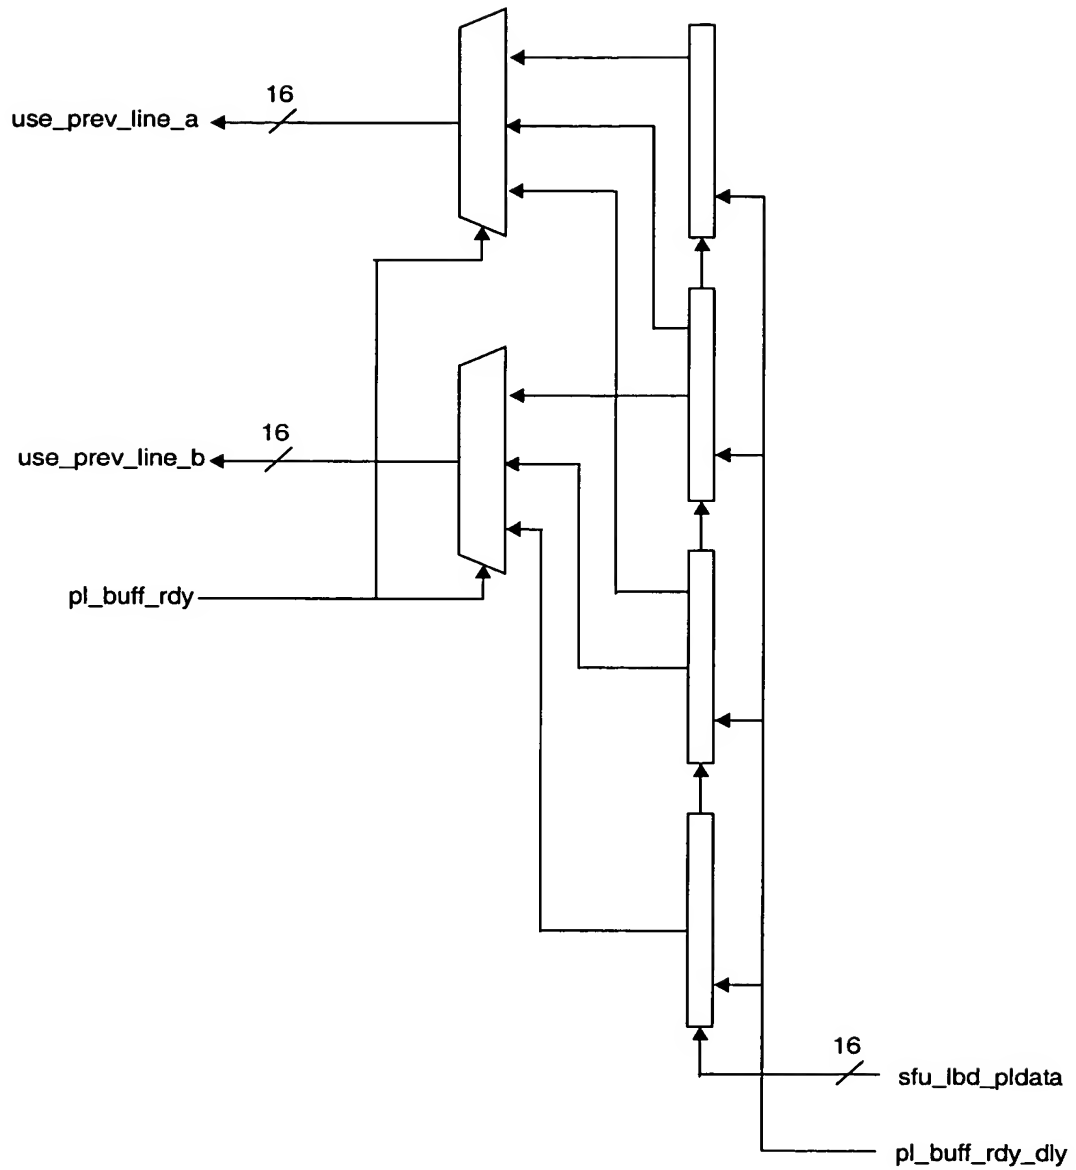 16
use_prev_line_a
16
use_prev_line_b
pl_buff_rdy
16
sfu_lbd_pldata
pl_buff_rdy_dly